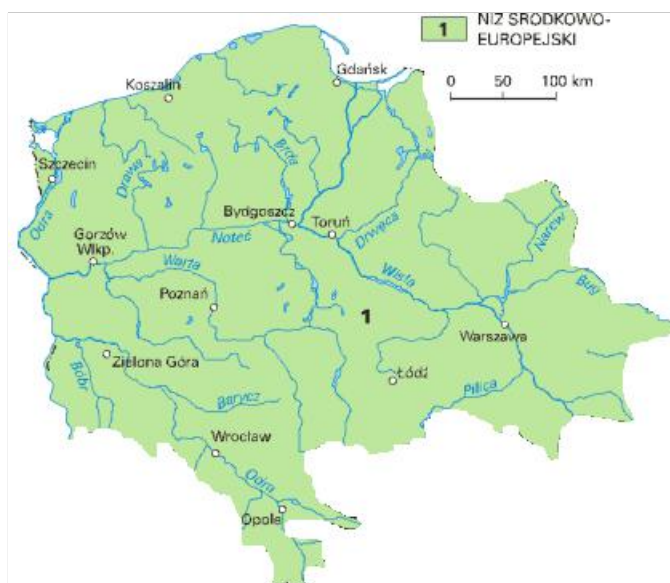 1 NIŻ ŚRODKOWO-
EUROPEJSKI
0 50 100 km
Gdańsk
Koszalin
Szczecin
Drawa
Brda
Odra
Bydgoszcz
Toruń
Drwęca
Narew
Gorzów
Wlkp.
Noteć
Warta
Wisła
Bug
Poznań
1
Warszawa
Zielona Góra
Bóbr
Łódź
Pilica
Barycz
Wrocław
Odra
Opole